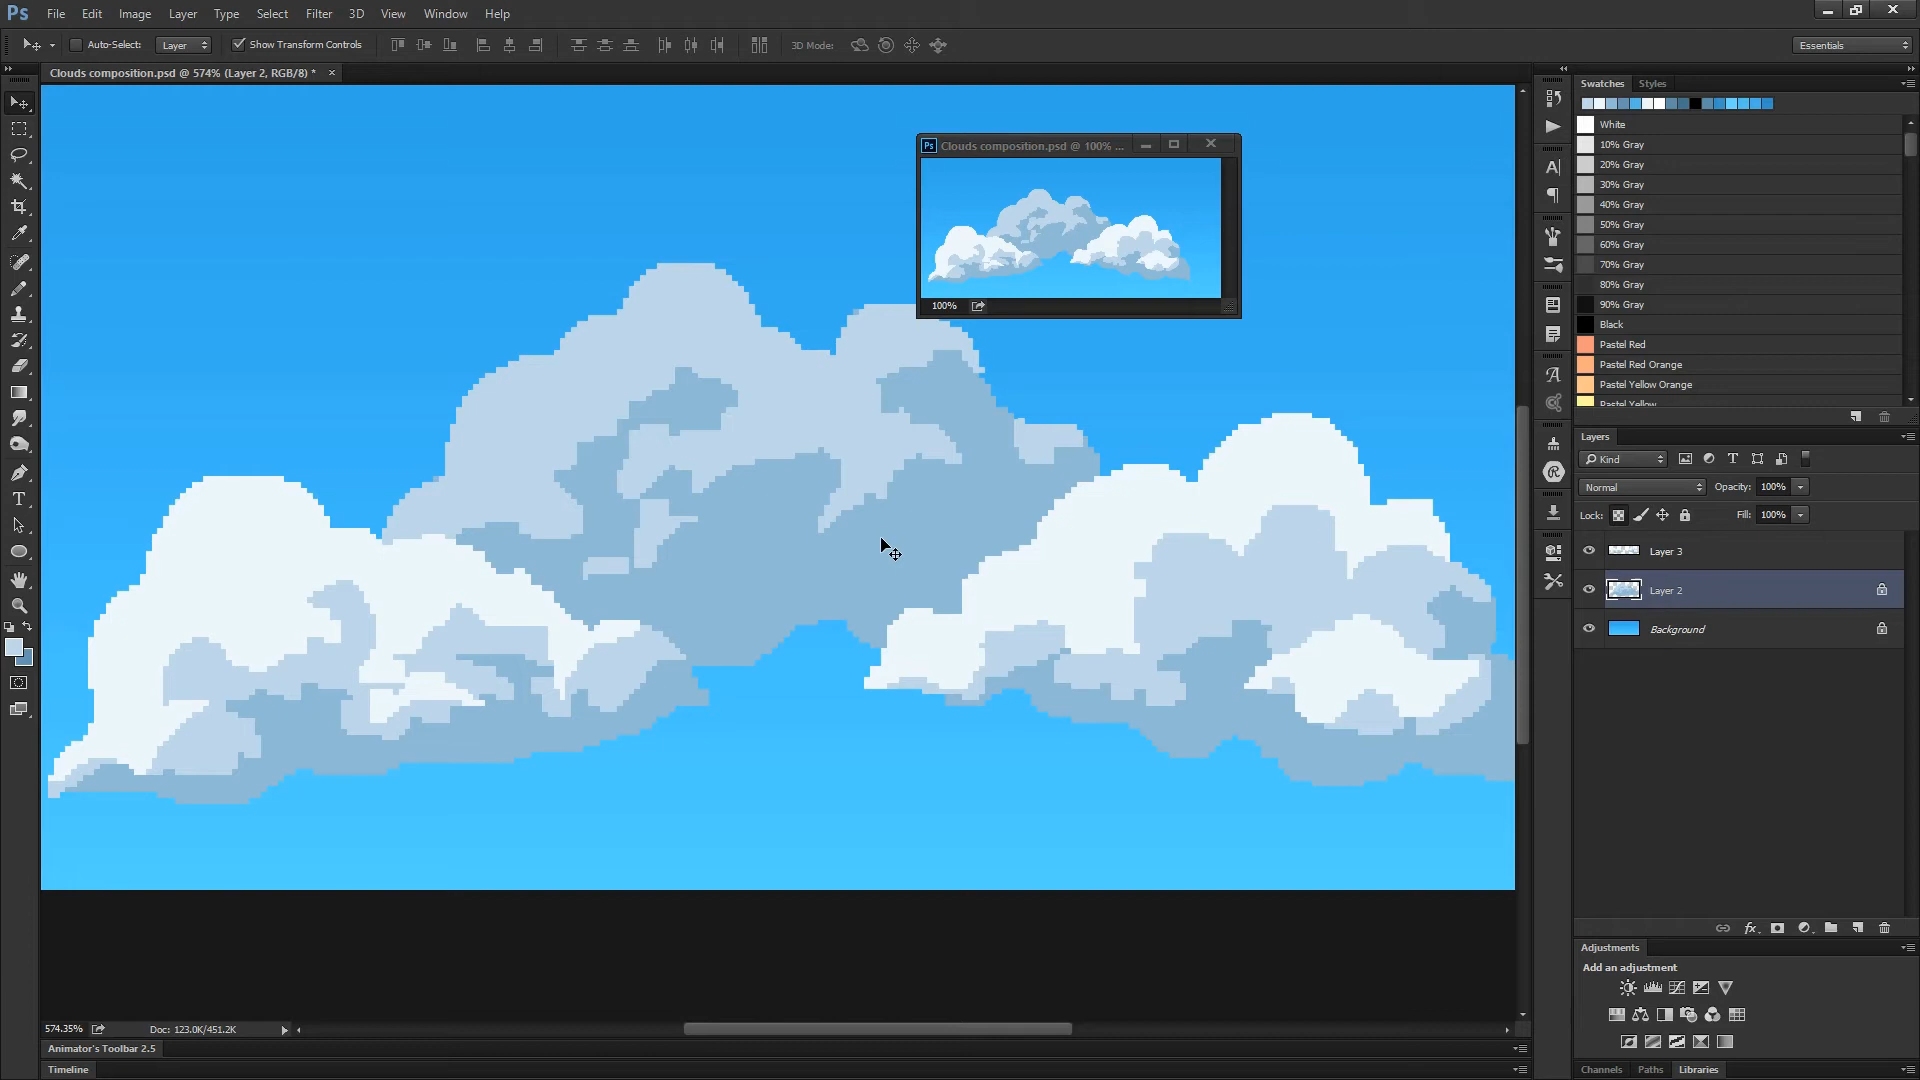 Ps File Edit Image Layer Type Select Filter 3D View Window Help
Auto-Select: Layer Show Transform Controls 3D Mode: Essentials
Clouds composition.psd @ 574% (Layer 2, RGB/8) * ×
Ps Clouds composition.psd @ 100% ...
100%
Swatches Styles
White
10% Gray
20% Gray
30% Gray
40% Gray
50% Gray
60% Gray
70% Gray
80% Gray
90% Gray
Black
Pastel Red
Pastel Red Orange
Pastel Yellow Orange
Pastel Yellow
Layers
Kind
Normal Opacity: 100%
Lock: Fill: 100%
Layer 3
Layer 2
Background
Adjustments
Add an adjustment
574.35% Doc: 123.0K/451.2K
Animator's Toolbar 2.5
Timeline
Channels Paths Libraries